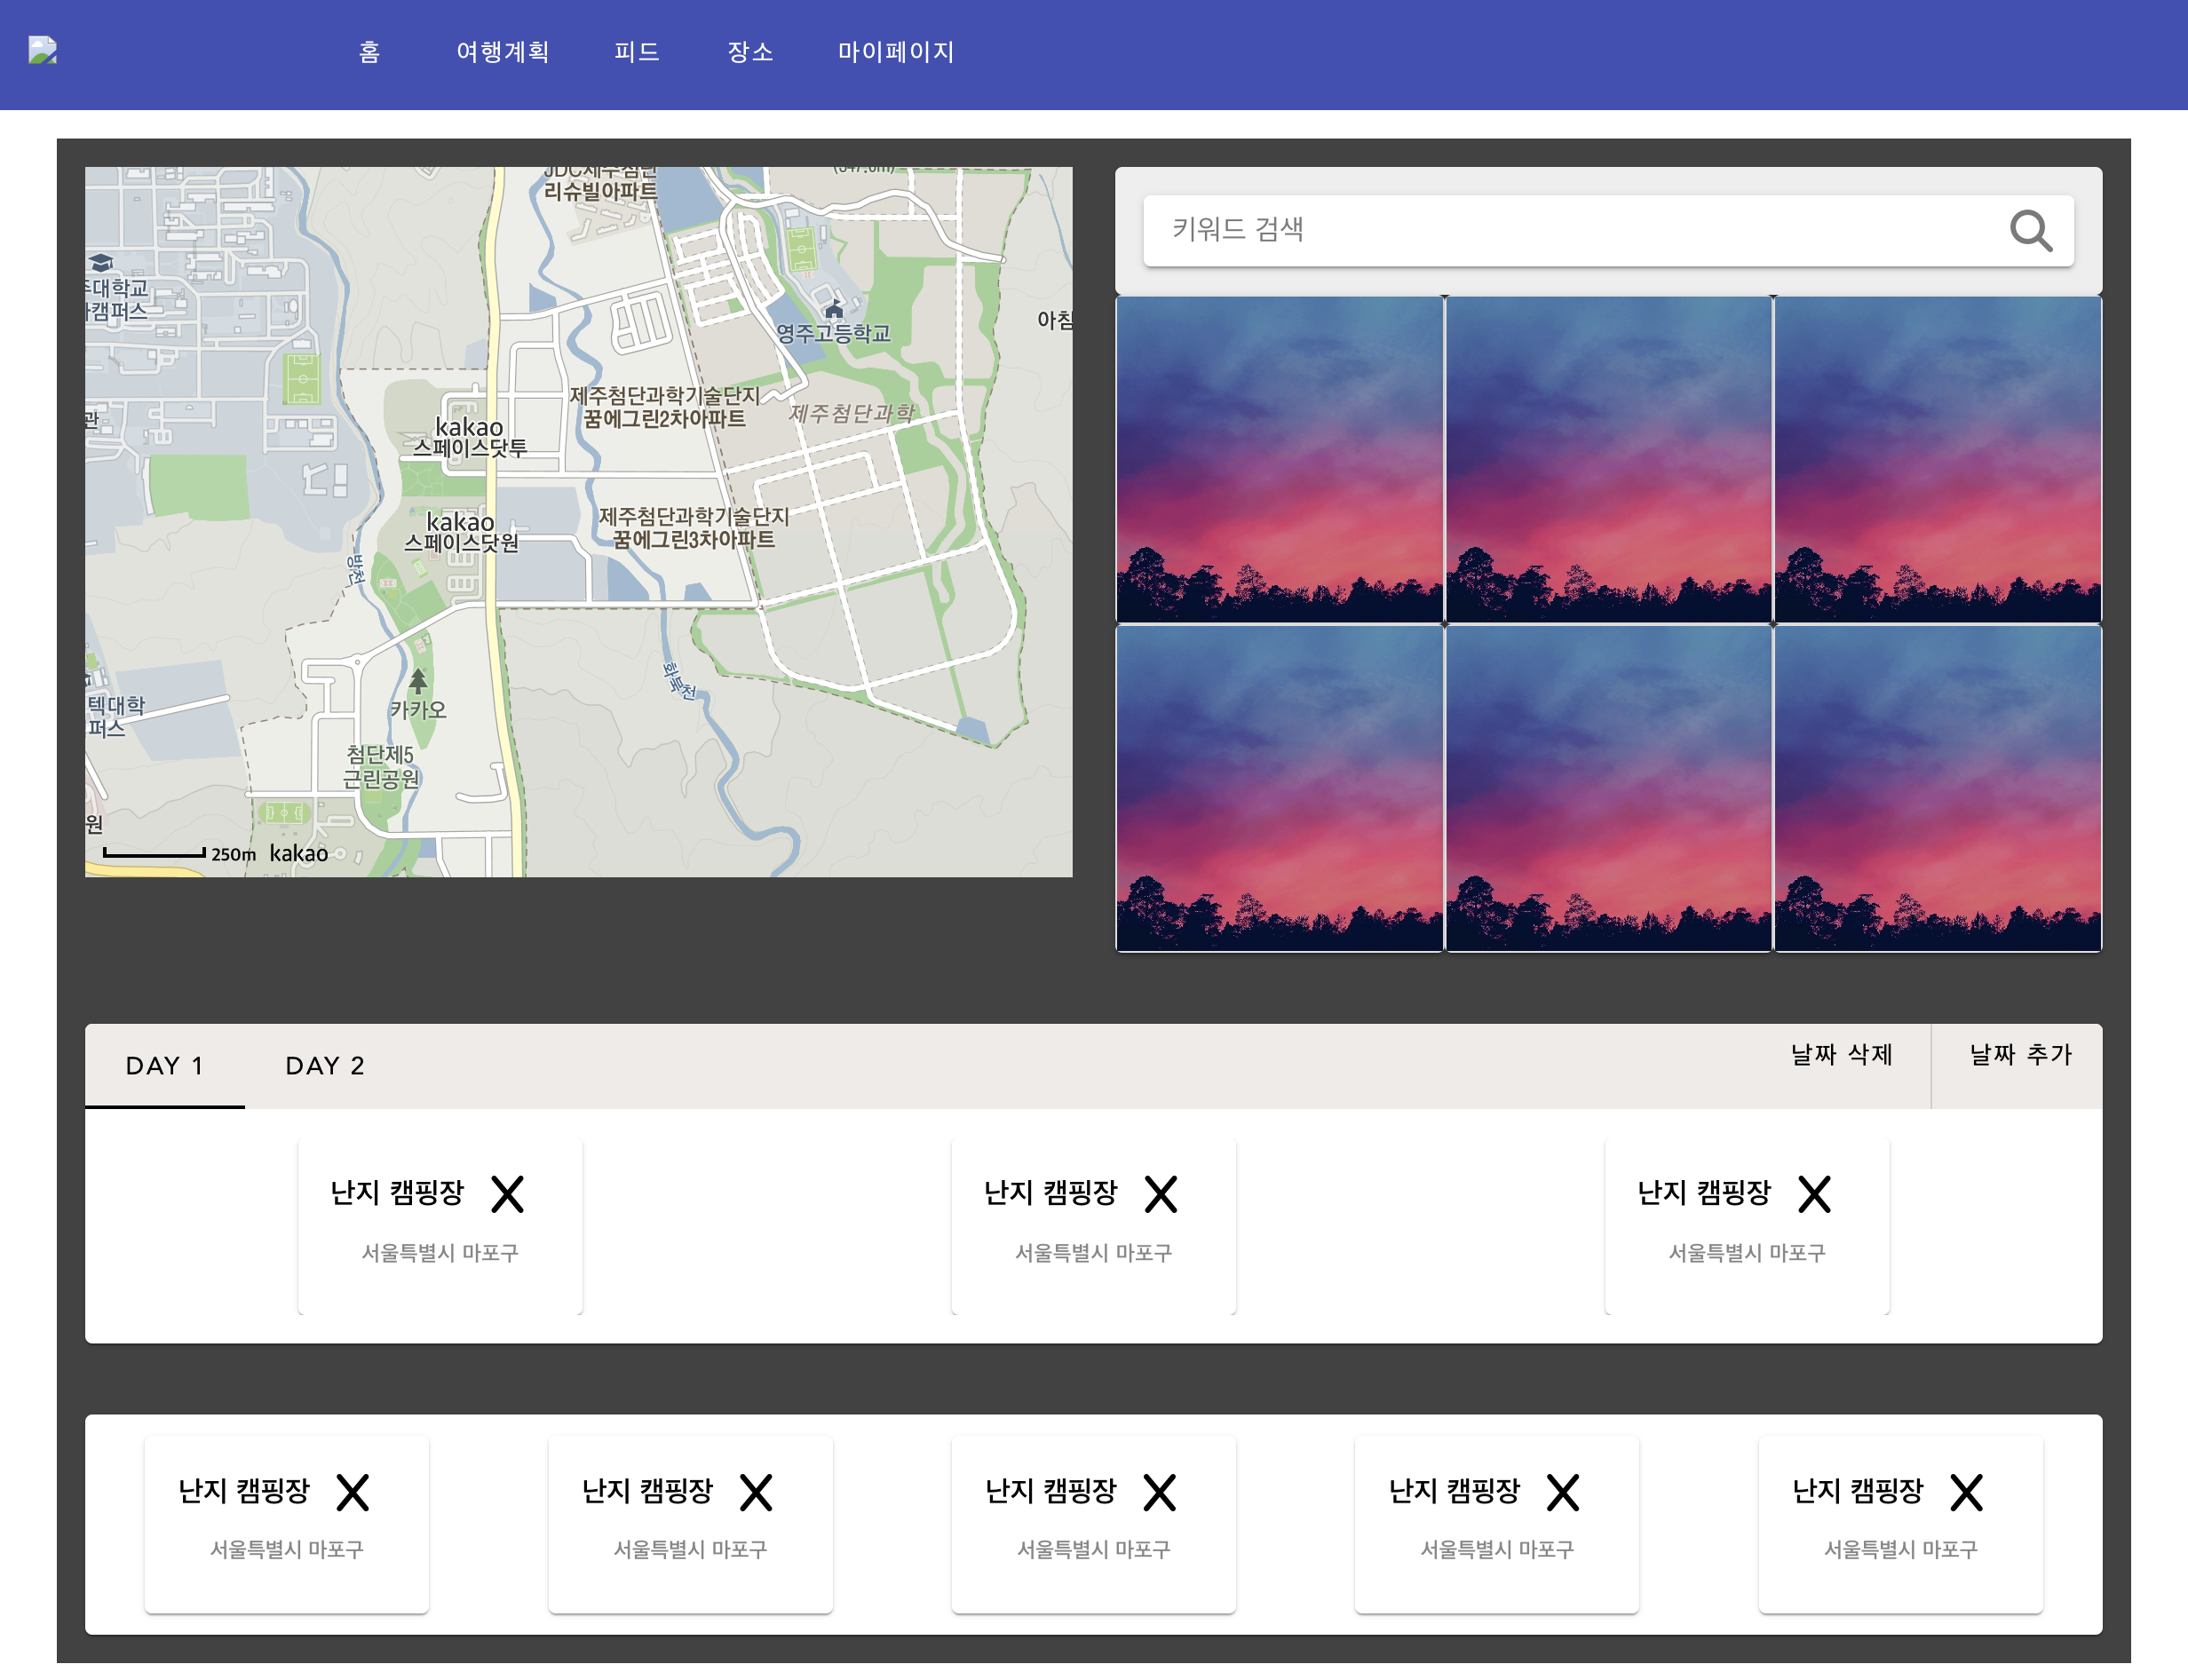 홈 여행계획 피드 장소 마이페이지
JDC제주첨단
리슈빌아파트
키워드 검색
대학교
캠퍼스
영주고등학교
아침
제주첨단과학기술단지
꿈에그린2차아파트
제주첨단과학
관
kakao
스페이스닷투
kakao
스페이스닷원
제주첨단과학기술단지
꿈에그린3차아파트
방천
화북천
텍대학
퍼스
카카오
첨단제5
근린공원
원
250m kakao
DAY 1 DAY 2 날짜 삭제 날짜 추가
난지 캠핑장 X 난지 캠핑장 X 난지 캠핑장 X
서울특별시 마포구 서울특별시 마포구 서울특별시 마포구
난지 캠핑장 X 난지 캠핑장 X 난지 캠핑장 X 난지 캠핑장 X 난지 캠핑장 X
서울특별시 마포구 서울특별시 마포구 서울특별시 마포구 서울특별시 마포구 서울특별시 마포구